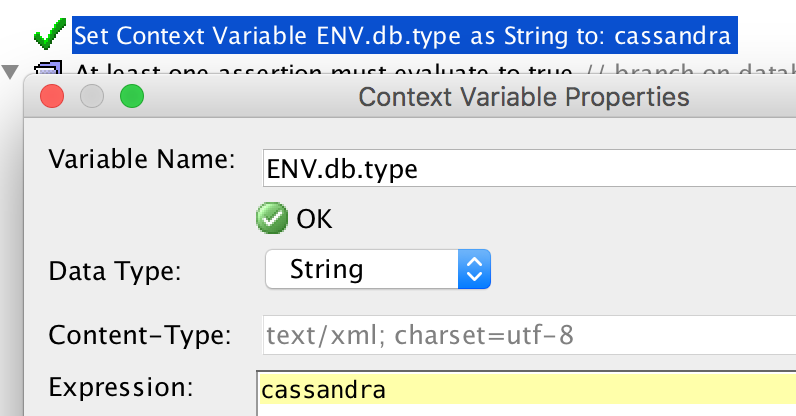 Set Context Variable ENV.db.type as String to: cassandra
At least one assertion must evaluate to true // branch on datab
Context Variable Properties
Variable Name: ENV.db.type
OK
Data Type: String
Content-Type: text/xml; charset=utf-8
Expression: cassandra